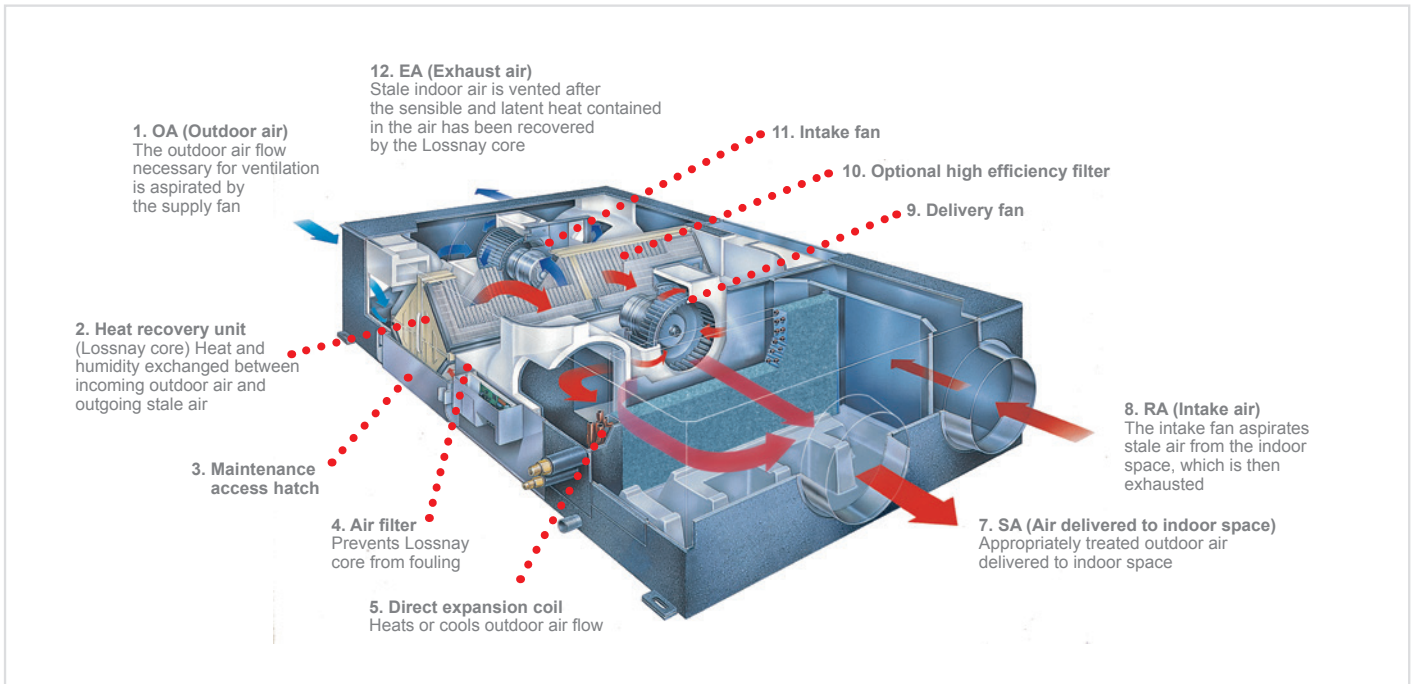 12. EA (Exhaust air)
Stale indoor air is vented after
the sensible and latent heat contained
in the air has been recovered
by the Lossnay core
1. OA (Outdoor air)
The outdoor air flow
necessary for ventilation
is aspirated by
the supply fan
11. Intake fan
10. Optional high efficiency filter
9. Delivery fan
2. Heat recovery unit
(Lossnay core) Heat and
humidity exchanged between
incoming outdoor air and
outgoing stale air
3. Maintenance
access hatch
4. Air filter
Prevents Lossnay
core from fouling
5. Direct expansion coil
Heats or cools outdoor air flow
8. RA (Intake air)
The intake fan aspirates
stale air from the indoor
space, which is then
exhausted
7. SA (Air delivered to indoor space)
Appropriately treated outdoor air
delivered to indoor space